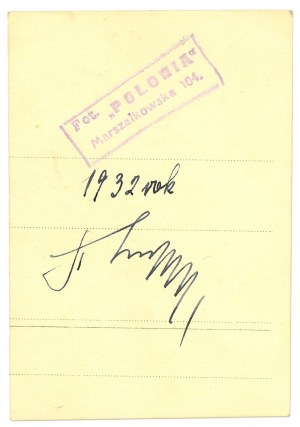 Fot. „POLONIA"
Marszałkowska 104.
1932 rok